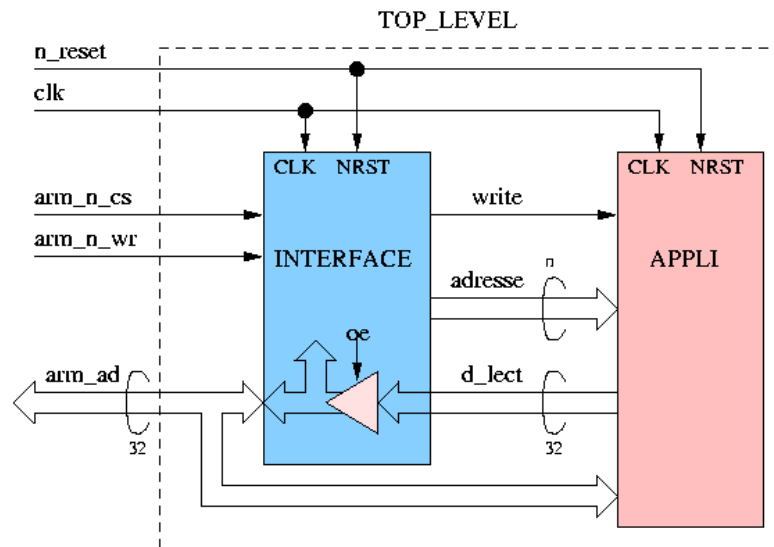 TOP_LEVEL
n_reset
clk
CLK NRST
CLK NRST
arm_n_cs
write
arm_n_wr
INTERFACE
APPLI
adresse
n
oe
arm_ad
d_lect
32
32